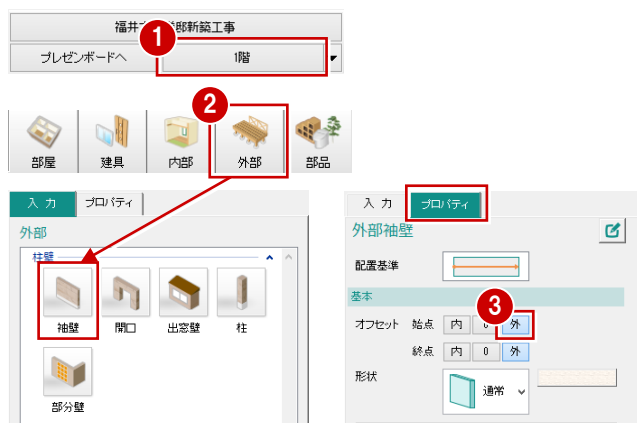 福井 邸新築工事
1
プレゼンボードへ 1階
2
部屋 建具 内部 外部 部品
入力 プロパティ
外部
柱壁
袖壁 開口 出窓壁 柱
部分壁
入力 プロパティ
外部袖壁
配置基準
基本
3
オフセット 始点 内 0 外
終点 内 0 外
形状 通常